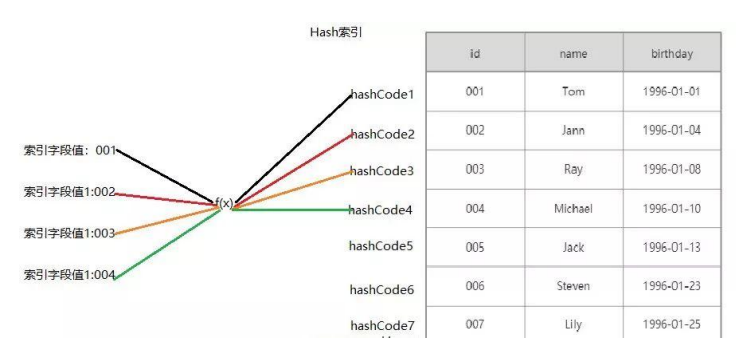 Hash索引
id name birthday
hashCode1 001 Tom 1996-01-01
hashCode2 002 Jann 1996-01-04
索引字段值：001
hashCode3 003 Ray 1996-01-08
索引字段值1:002
f(x)
hashCode4 004 Michael 1996-01-10
索引字段值1:003
hashCode5 005 Jack 1996-01-13
索引字段值1:004
hashCode6 006 Steven 1996-01-23
hashCode7 007 Lily 1996-01-25